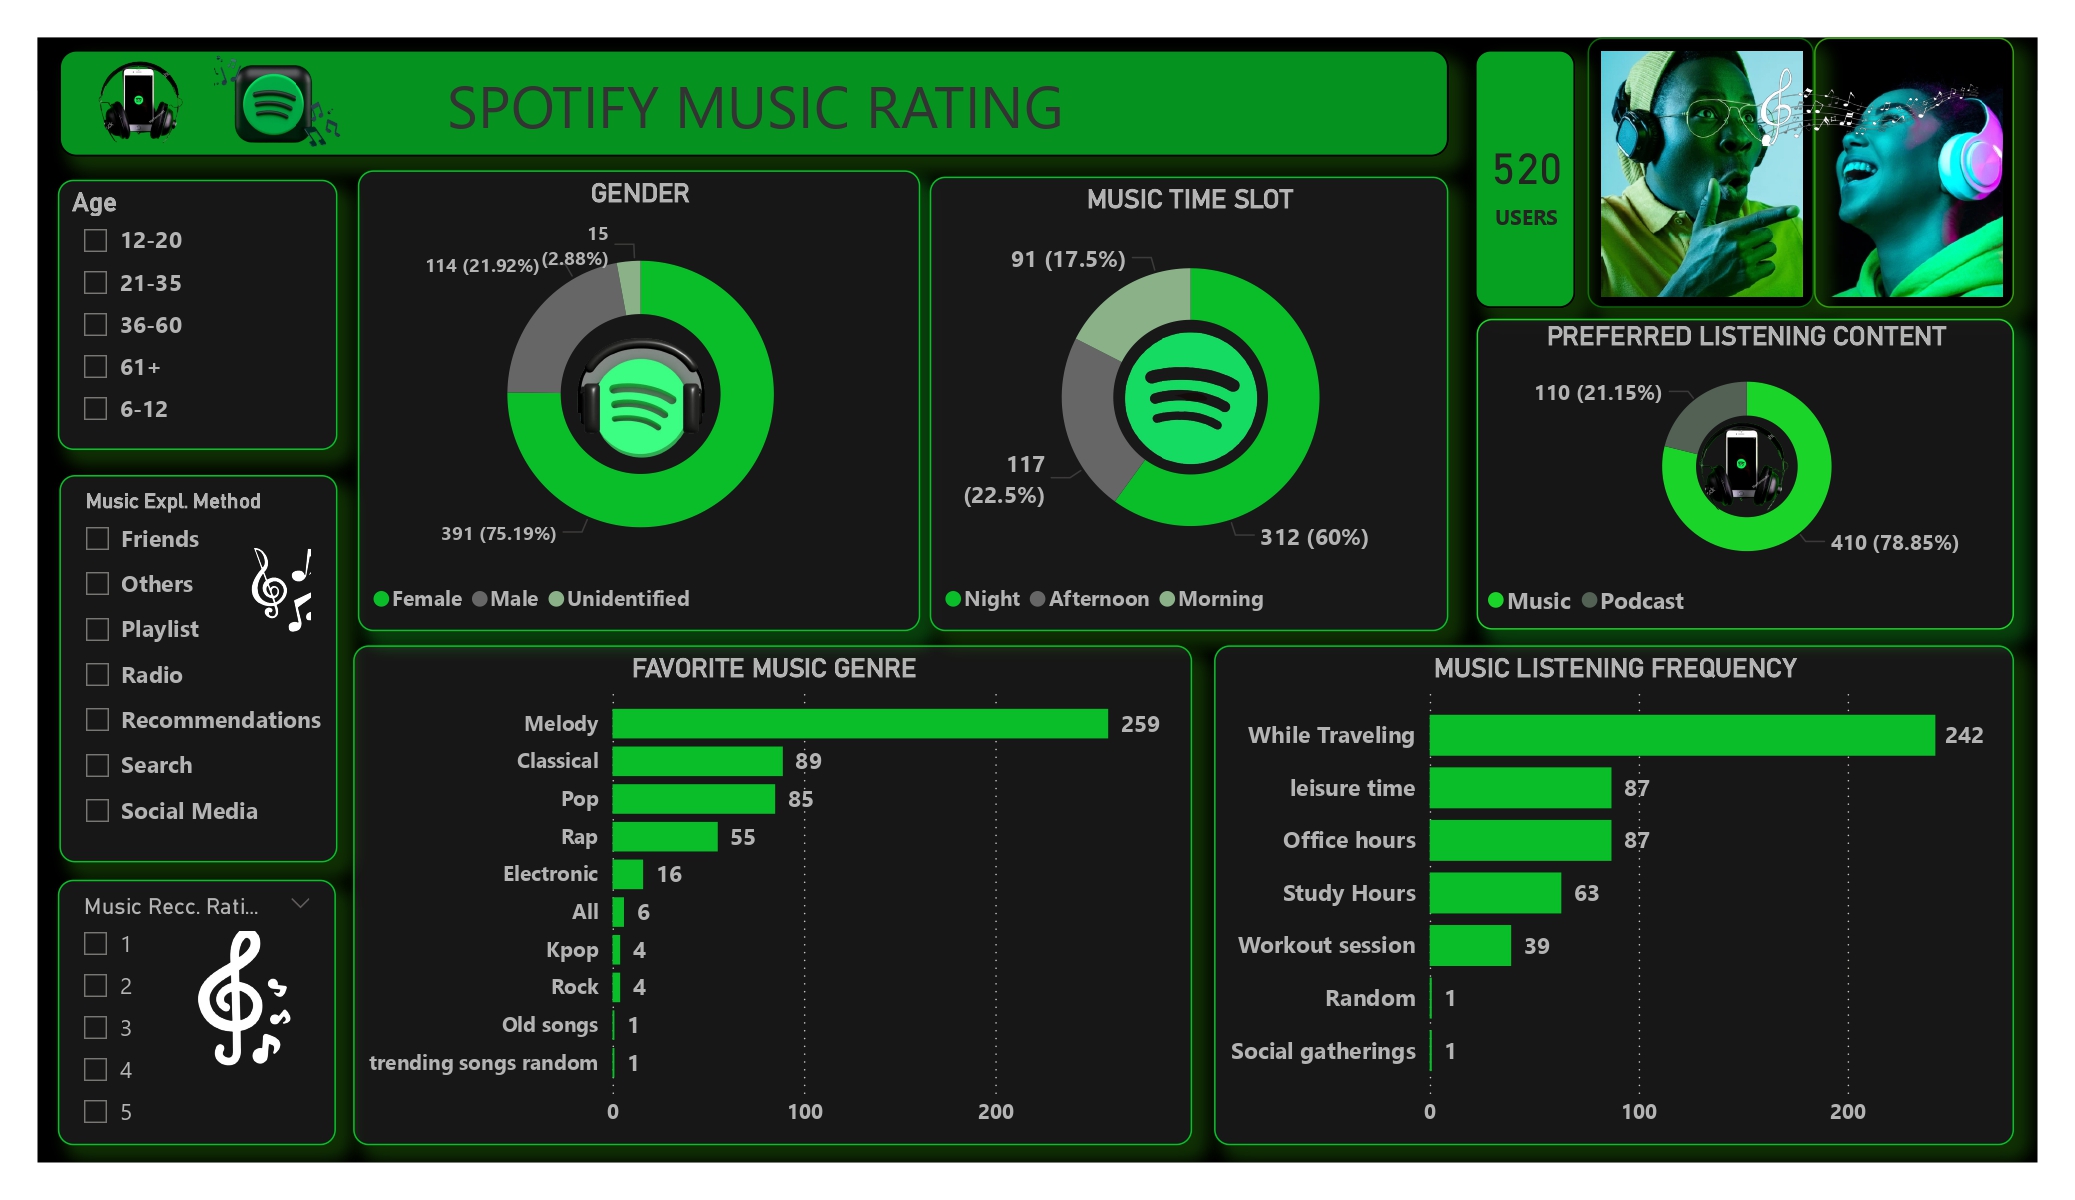 SPOTIFY MUSIC RATING
520
USERS
Age
12-20
21-35
36-60
61+
6-12
Music Expl. Method
Friends
Others
Playlist
Radio
Recommendations
Search
Social Media
Music Recc. Rati...
1
2
3
4
5
GENDER
15
(2.88%)
114 (21.92%)
391 (75.19%)
Female Male Unidentified
MUSIC TIME SLOT
91 (17.5%)
117
(22.5%)
312 (60%)
Night Afternoon Morning
PREFERRED LISTENING CONTENT
110 (21.15%)
410 (78.85%)
Music Podcast
FAVORITE MUSIC GENRE
Melody 259
Classical 89
Pop 85
Rap 55
Electronic 16
All 6
Kpop 4
Rock 4
Old songs 1
trending songs random 1
0 100 200
MUSIC LISTENING FREQUENCY
While Traveling 242
leisure time 87
Office hours 87
Study Hours 63
Workout session 39
Random 1
Social gatherings 1
0 100 200